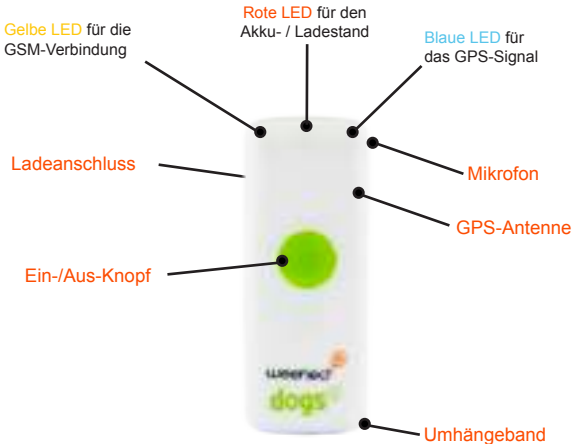 Gelbe LED für die
GSM-Verbindung
Rote LED für den
Akku- / Ladestand
Blaue LED für
das GPS-Signal
Ladeanschluss
Mikrofon
GPS-Antenne
Ein-/Aus-Knopf
weenect
dogs
Umhängeband